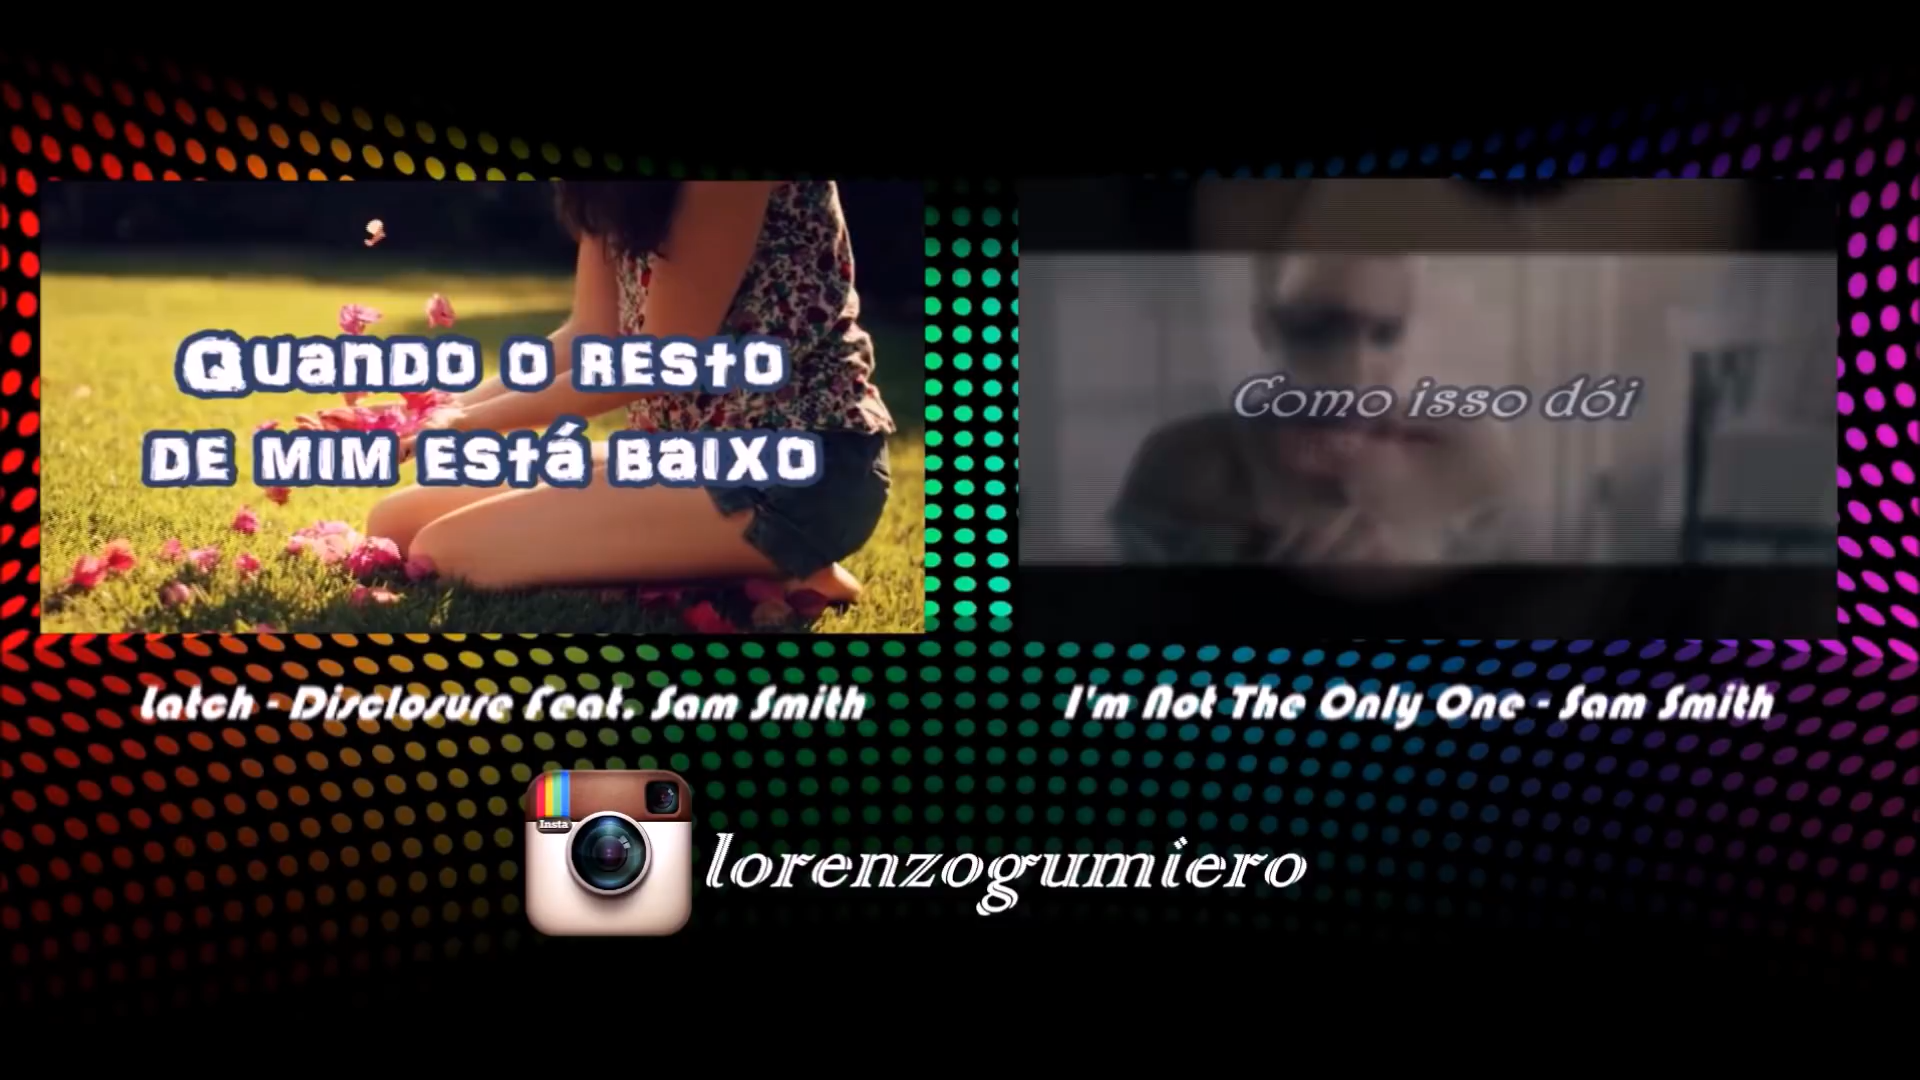 Quando o resto
de mim está baixo
Como isso dói
Latch - Disclosure Feat. Sam Smith
I'm Not The Only One - Sam Smith
Insta
lorenzogumiero